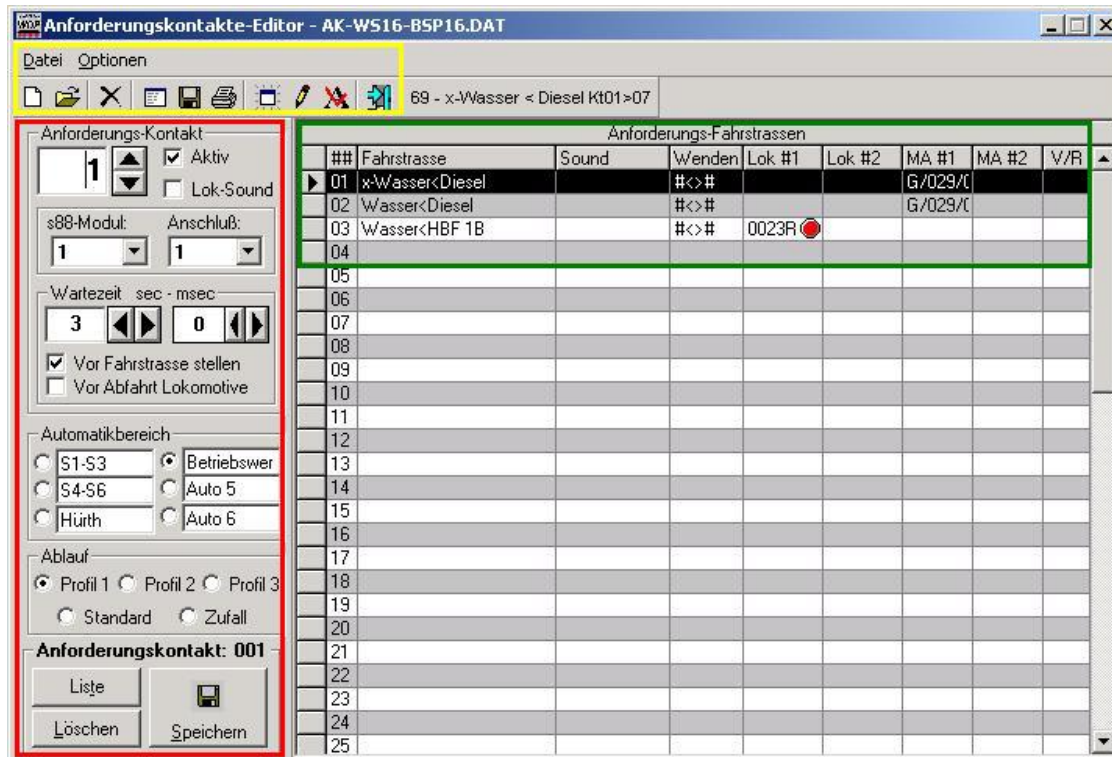 Anforderungskontakte-Editor - AK-WS16-BSP16.DAT
Datei Optionen
69 - x-Wasser < Diesel Kt01>07
Anforderungs-Kontakt
1
Aktiv
Lok-Sound
s88-Modul: Anschluß:
1 1
Wartezeit sec - msec
3 0
Vor Fahrstrasse stellen
Vor Abfahrt Lokomotive
Automatikbereich
S1-S3 Betriebswer
S4-S6 Auto 5
Hürth Auto 6
Ablauf
Profil 1 Profil 2 Profil 3
Standard Zufall
Anforderungskontakt: 001
Liste
Löschen Speichern
Anforderungs-Fahrstrassen
## Fahrstrasse Sound Wenden Lok #1 Lok #2 MA #1 MA #2 V/R
01 x-Wasser<Diesel #<># G/029/0
02 Wasser<Diesel #<># G/029/0
03 Wasser<HBF 1B #<># 0023R
04
05
06
07
08
09
10
11
12
13
14
15
16
17
18
19
20
21
22
23
24
25